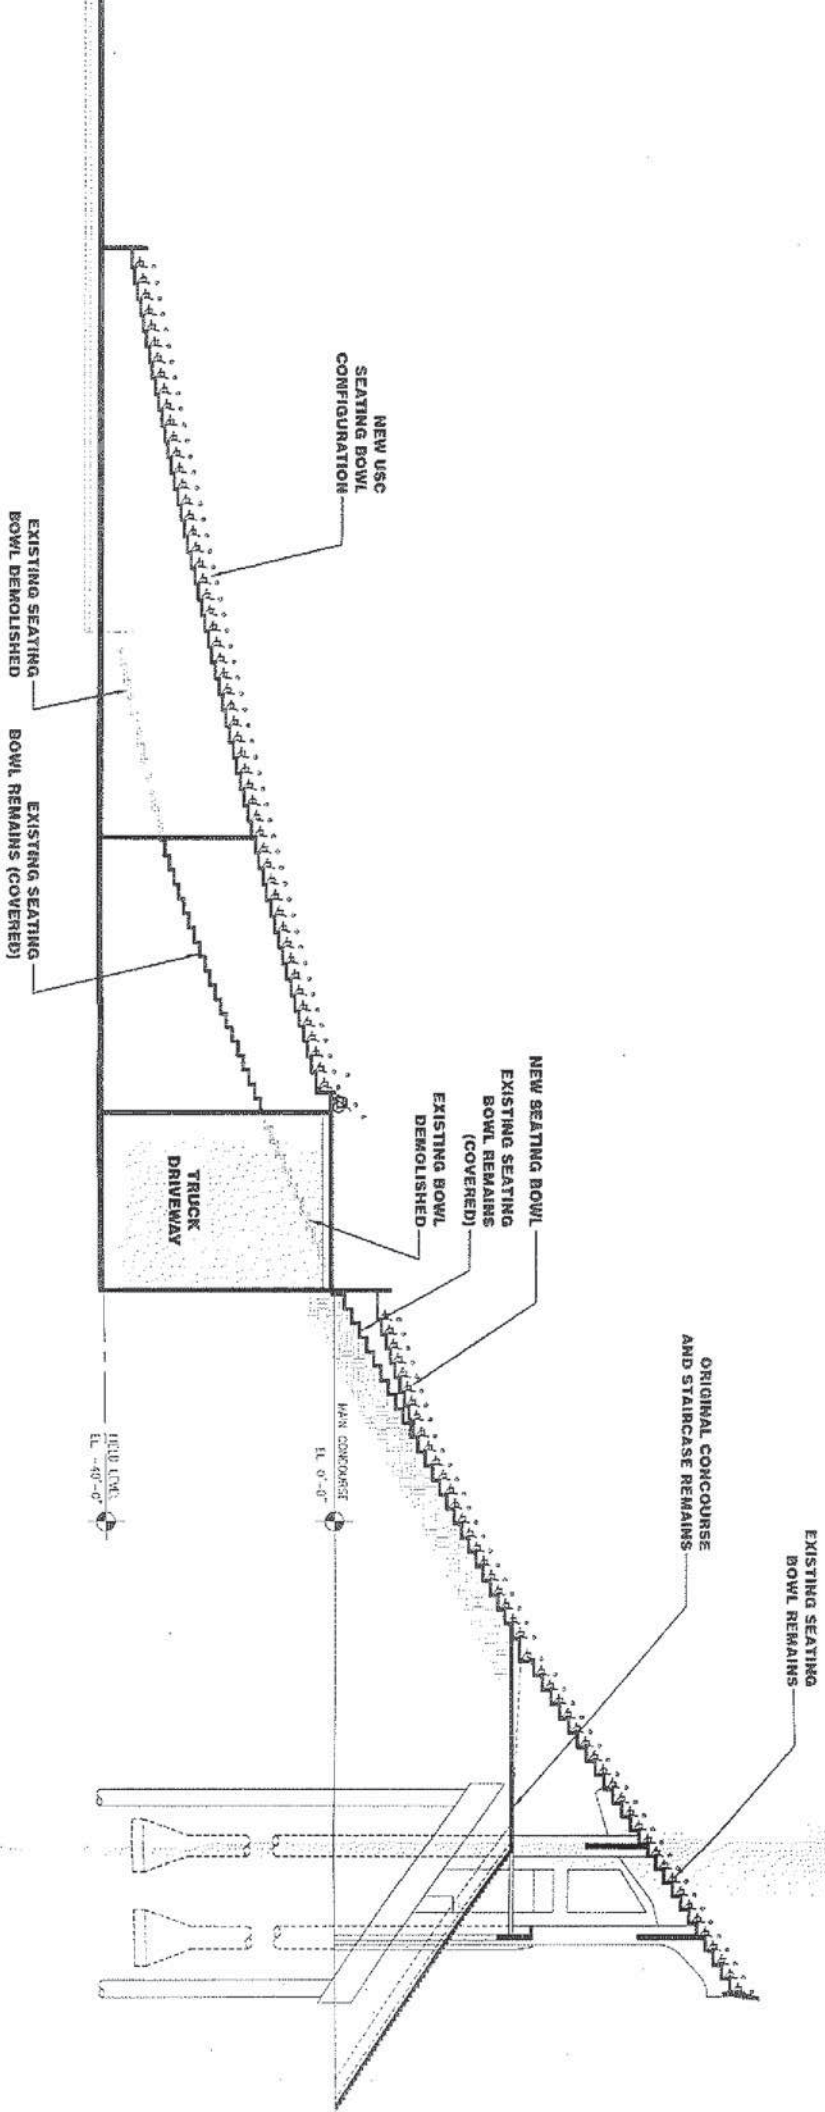 NEW USC
SEATING BOWL
CONFIGURATION
EXISTING SEATING
BOWL DEMOLISHED
EXISTING SEATING
BOWL REMAINS (COVERED)
NEW SEATING BOWL
EXISTING SEATING
BOWL REMAINS
(COVERED)
EXISTING BOWL
DEMOLISHED
TRUCK
DRIVEWAY
ORIGINAL CONCOURSE
AND STAIRCASE REMAINS
EXISTING SEATING
BOWL REMAINS
MAIN CONCOURSE
EL 0'-0"
FIELD LEVEL
EL -40'-0"